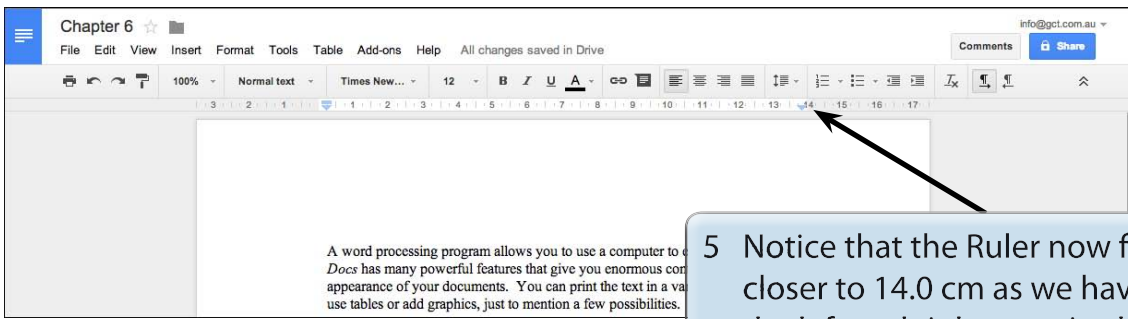 Chapter 6
info@gct.com.au
File Edit View Insert Format Tools Table Add-ons Help All changes saved in Drive
Comments Share
100% Normal text Times New... 12 B I U A
3 2 1 1 2 3 4 5 6 7 8 9 10 11 12 13 14 15 16 17
A word processing program allows you to use a computer to
Docs has many powerful features that give you enormous con
appearance of your documents. You can print the text in a va
use tables or add graphics, just to mention a few possibilities.
5 Notice that the Ruler now f
closer to 14.0 cm as we hav